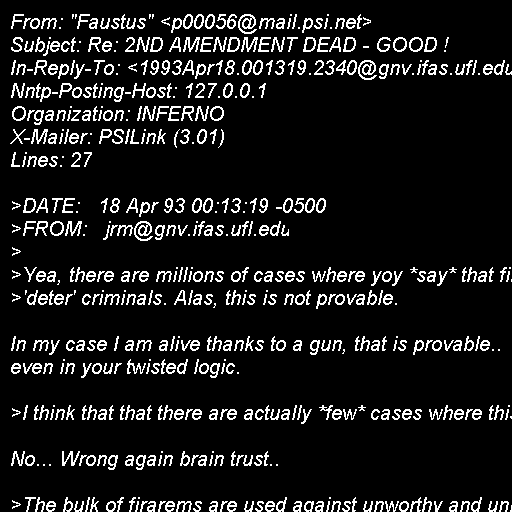 From: "Faustus" <p00056@mail.psi.net>
Subject: Re: 2ND AMENDMENT DEAD - GOOD !
In-Reply-To: <1993Apr18.001319.2340@gnv.ifas.ufl.edu
Nntp-Posting-Host: 127.0.0.1
Organization: INFERNO
X-Mailer: PSILink (3.01)
Lines: 27

>DATE:   18 Apr 93 00:13:19 -0500
>FROM:   jrm@gnv.ifas.ufl.edu
>
>Yea, there are millions of cases where yoy *say* that
>'deter' criminals. Alas, this is not provable.

In my case I am alive thanks to a gun, that is provable..
even in your twisted logic.

>I think that that there are actually *few* cases where this

No... Wrong again brain trust..

>The bulk of firarems are used against unworthy and